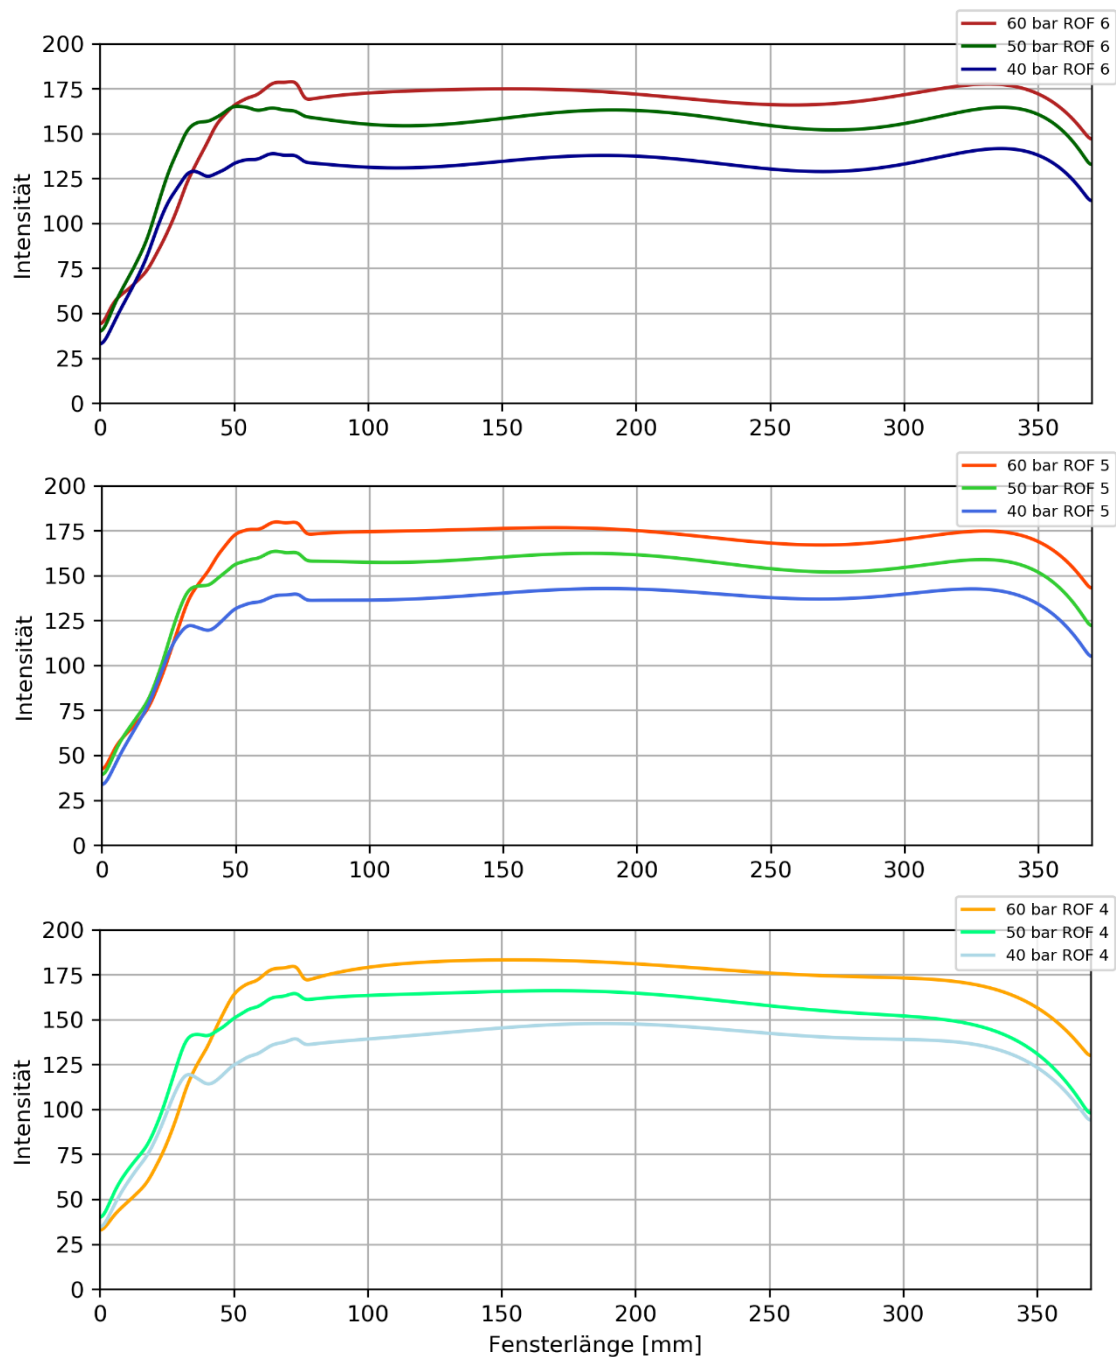 60 bar ROF 6
50 bar ROF 6
40 bar ROF 6
200
175
150
125
100
75
50
25
0
Intensität
0 50 100 150 200 250 300 350
60 bar ROF 5
50 bar ROF 5
40 bar ROF 5
200
175
150
125
100
75
50
25
0
Intensität
0 50 100 150 200 250 300 350
60 bar ROF 4
50 bar ROF 4
40 bar ROF 4
200
175
150
125
100
75
50
25
0
Intensität
0 50 100 150 200 250 300 350
Fensterlänge [mm]